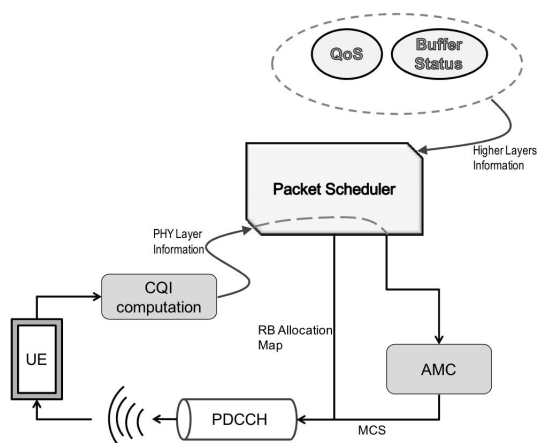 QoS
Buffer
Status
Higher Layers
Information
Packet Scheduler
PHY Layer
Information
CQI
computation
RB Allocation
Map
UE
AMC
PDCCH
MCS